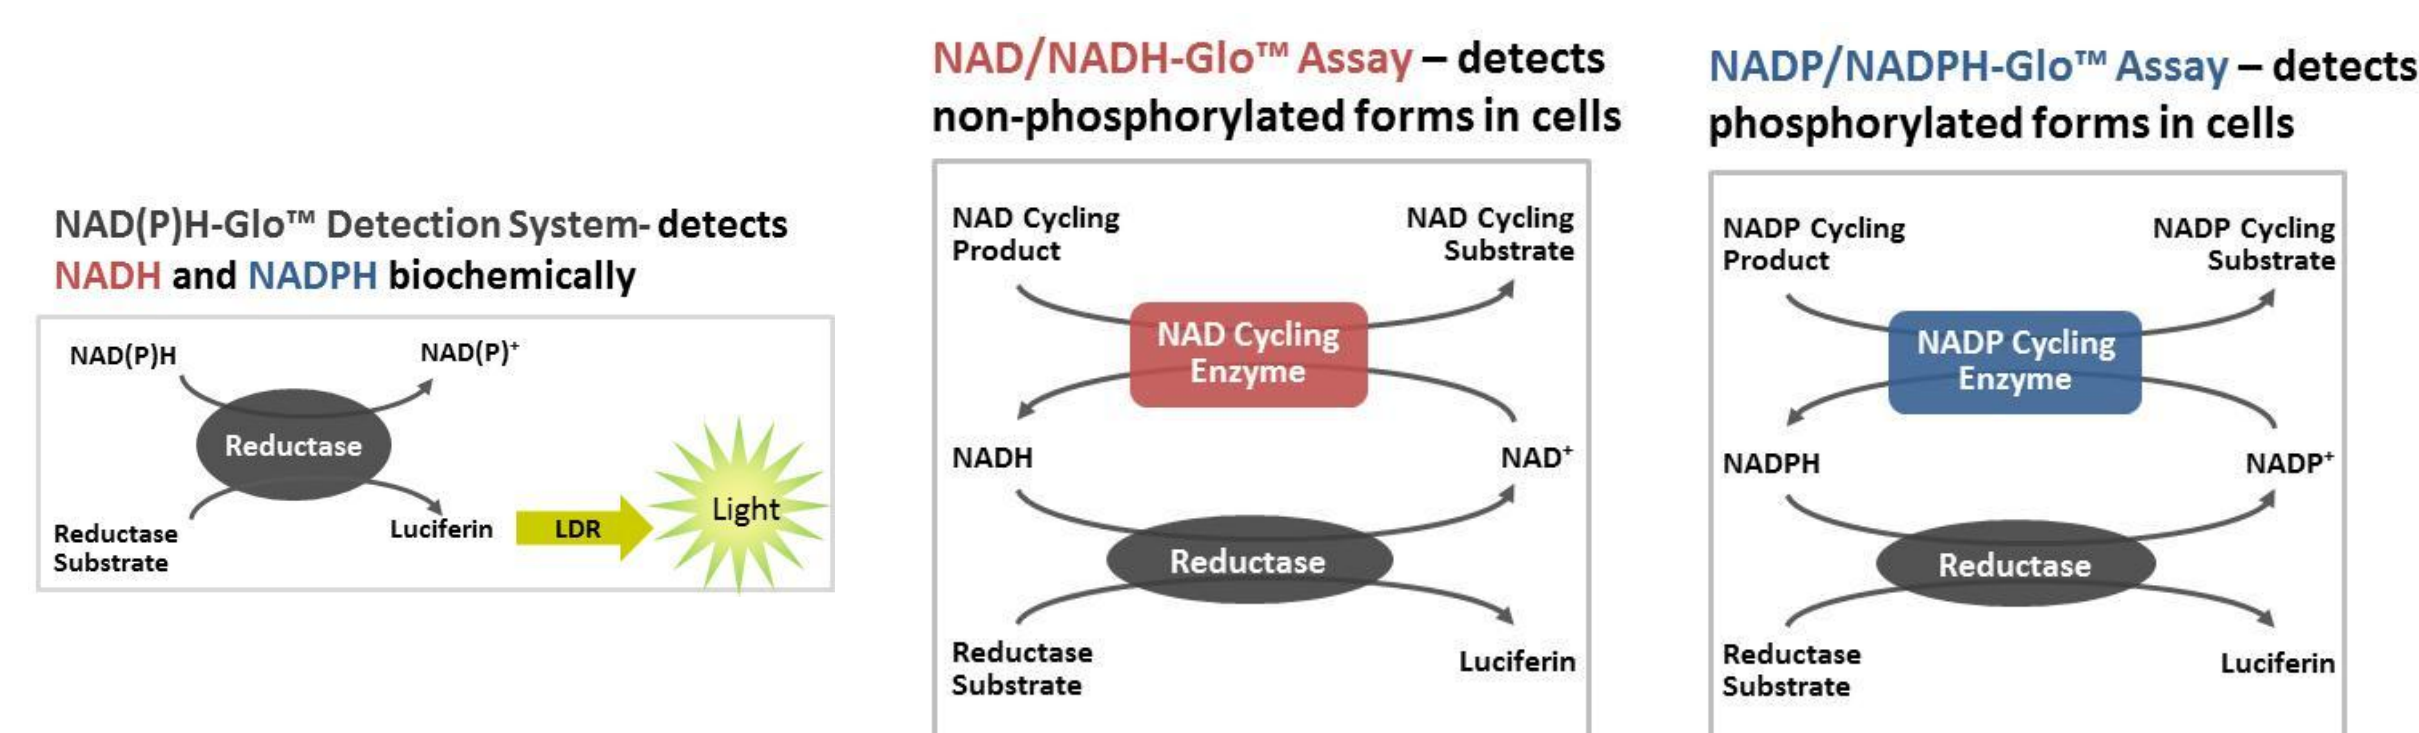 NAD(P)H-Glo™ Detection System- detects
NADH and NADPH biochemically
NAD(P)H
NAD(P)⁺
Reductase
Reductase
Substrate
Luciferin
LDR
Light
NAD/NADH-Glo™ Assay – detects
non-phosphorylated forms in cells
NAD Cycling
Product
NAD Cycling
Substrate
NAD Cycling
Enzyme
NADH
NAD⁺
Reductase
Reductase
Substrate
Luciferin
NADP/NADPH-Glo™ Assay – detects
phosphorylated forms in cells
NADP Cycling
Product
NADP Cycling
Substrate
NADP Cycling
Enzyme
NADPH
NADP⁺
Reductase
Reductase
Substrate
Luciferin